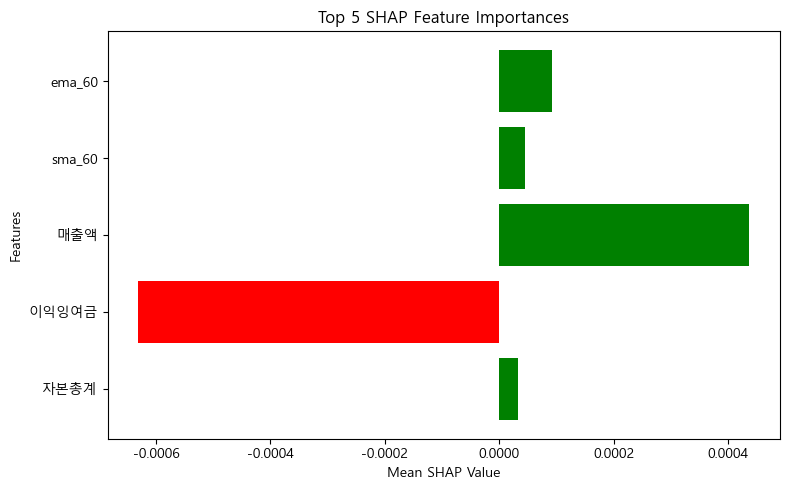 Top 5 SHAP Feature Importances
Features
ema_60
sma_60
매출액
이익잉여금
자본총계
-0.0006 -0.0004 -0.0002 0.0000 0.0002 0.0004
Mean SHAP Value